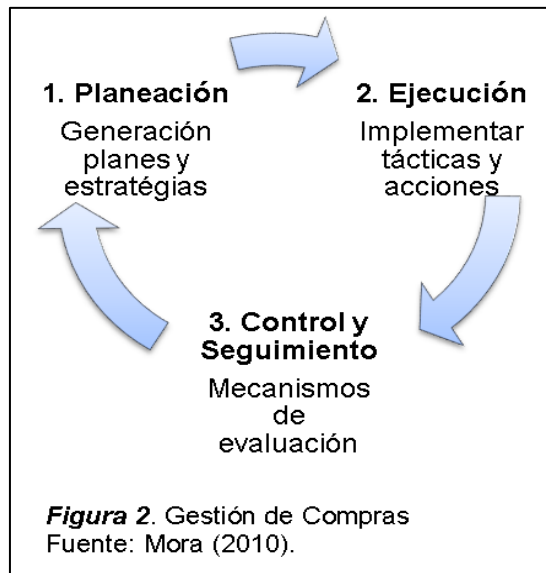 1. Planeación
Generación
planes y
estratégias
2. Ejecución
Implementar
tácticas y
acciones
3. Control y
Seguimiento
Mecanismos
de
evaluación
Figura 2. Gestión de Compras
Fuente: Mora (2010).